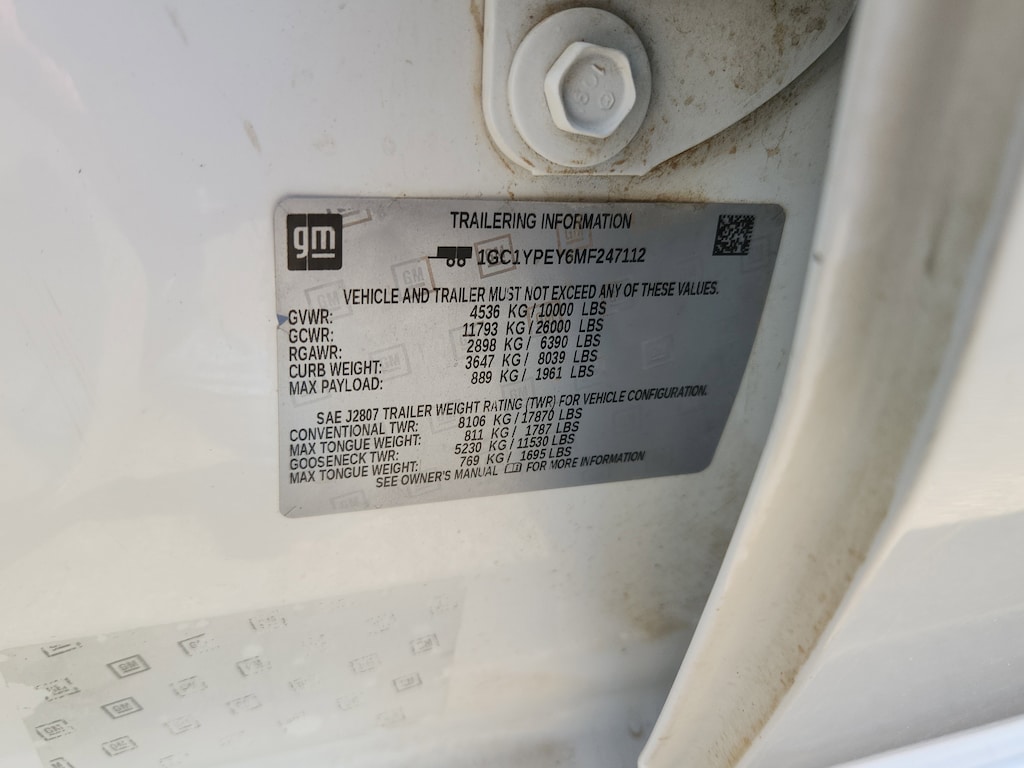 gm
TRAILERING INFORMATION
1GC1YPEY6MF247112
VEHICLE AND TRAILER MUST NOT EXCEED ANY OF THESE VALUES.
GVWR: 4536 KG / 10000 LBS
GCWR: 11793 KG / 26000 LBS
RGAWR: 2898 KG / 6390 LBS
CURB WEIGHT: 3647 KG / 8039 LBS
MAX PAYLOAD: 889 KG / 1961 LBS
SAE J2807 TRAILER WEIGHT RATING (TWR) FOR VEHICLE CONFIGURATION.
CONVENTIONAL TWR: 8106 KG / 17870 LBS
MAX TONGUE WEIGHT: 811 KG / 1787 LBS
GOOSENECK TWR: 5230 KG / 11530 LBS
MAX TONGUE WEIGHT: 769 KG / 1695 LBS
SEE OWNER'S MANUAL FOR MORE INFORMATION
GM
GM
GM
GM